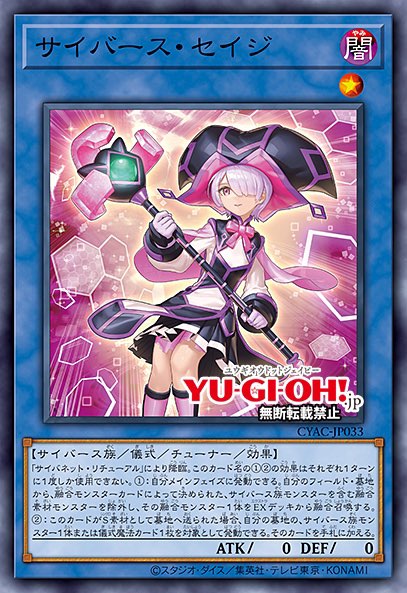 サイバース・セイジ
やみ
闇
ユウギオウドットジェイピー
YU-GI-OH!.jp
無断転載禁止
CYAC-JP033
【サイバース族／儀式／チューナー／効果】
「サイバネット・リチューアル」により降臨。このカード名の①②の効果はそれぞれ1ターン
に1度しか使用できない。①：自分メインフェイズに発動できる。自分のフィールド・墓地
から、融合モンスターカードによって決められた、サイバース族モンスターを含む融合
素材モンスターを除外し、その融合モンスター1体をEXデッキから融合召喚する。
②：このカードがS素材として墓地へ送られた場合、自分の墓地の、サイバース族モン
スター1体または儀式魔法カード1枚を対象として発動できる。そのカードを手札に加える。
ATK/ 0 DEF/ 0
©スタジオ・ダイス／集英社・テレビ東京・KONAMI